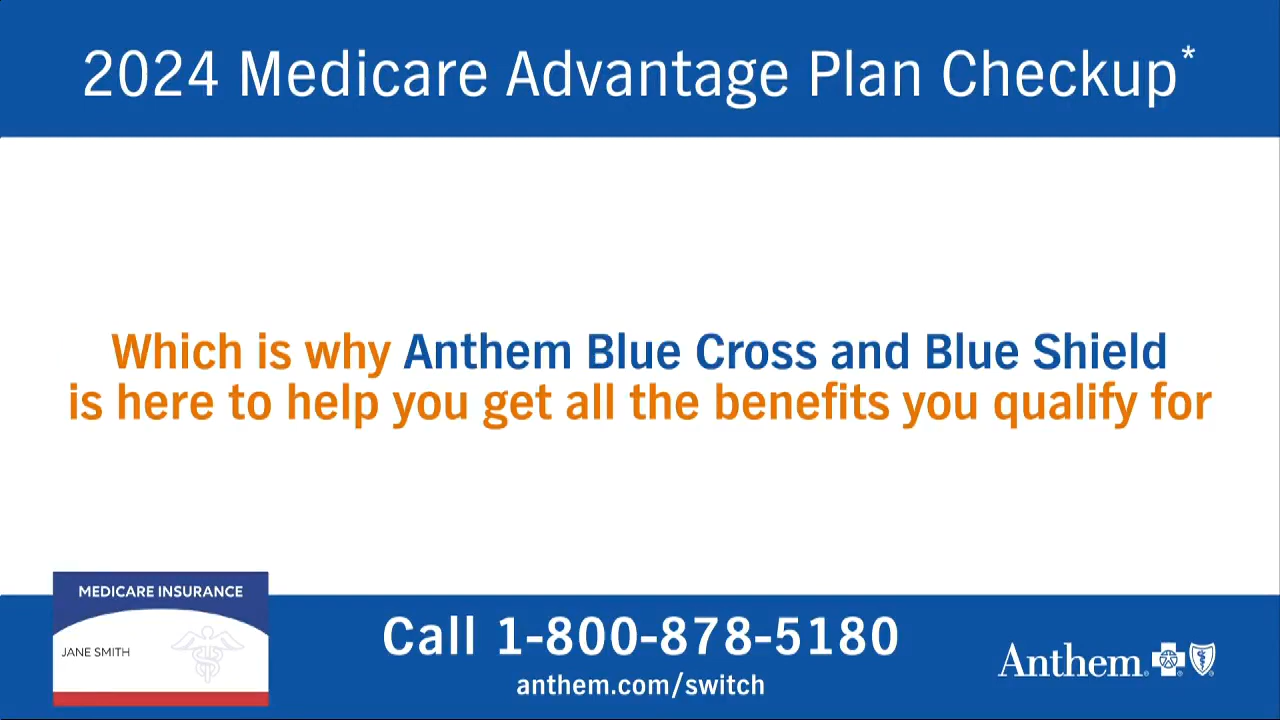 2024 Medicare Advantage Plan Checkup*
Which is why Anthem Blue Cross and Blue Shield
is here to help you get all the benefits you qualify for
MEDICARE INSURANCE
JANE SMITH
Call 1-800-878-5180
anthem.com/switch
Anthem